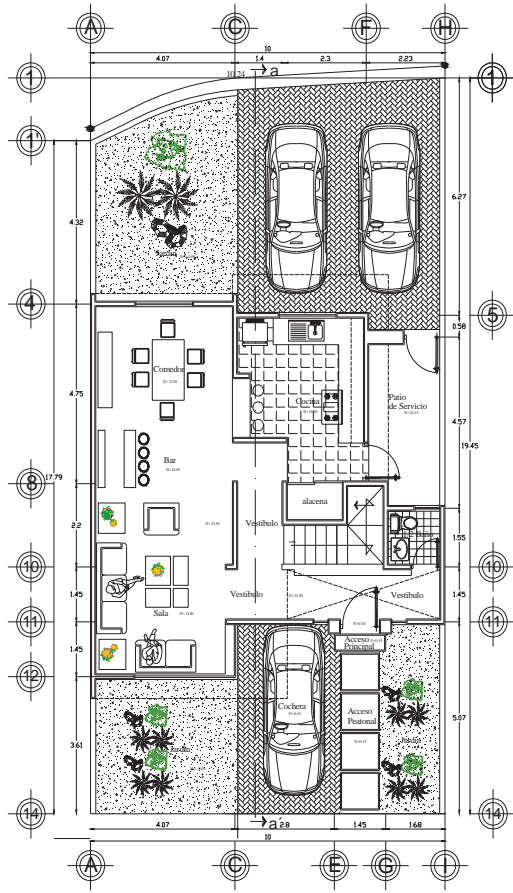 A C F H
10
4.07 1.4 2.3 2.23
10.24 a
1 1
1'
Jardin
6.27
4.32
4 5
0.58
Comedor
Cocina
Patio
de Servicio
4.75
4.57
19.45
Bar
17.79
8
alacena
Vestibulo
2.2
1.55
10 10
Vestibulo
Vestibulo
1.45 1.45
Sala
11 11
Acceso
Principal
1.45
12
Cochera
Acceso
Peatonal
5.07
Jardin
Jardin
3.61
14 14
a'
4.07 2.8 1.45 1.68
10
A C E G I